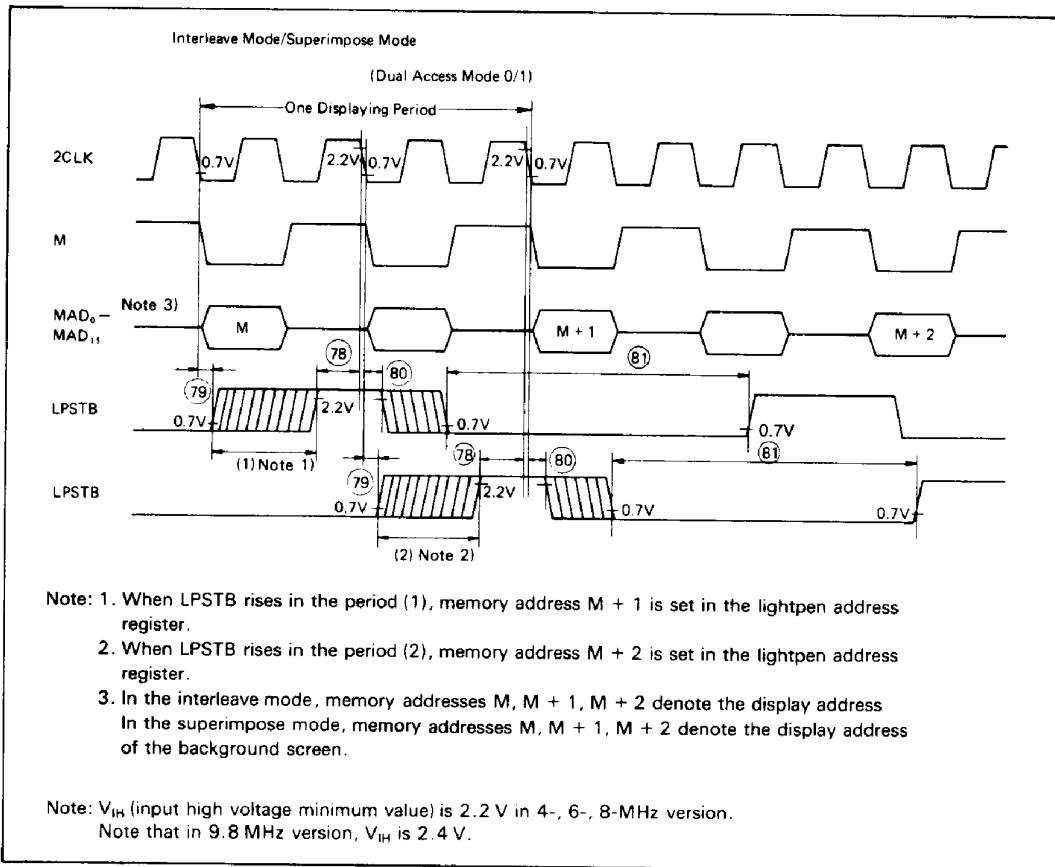 Interleave Mode/Superimpose Mode
(Dual Access Mode 0/1)
One Displaying Period
2CLK
0.7V
2.2V
0.7V
2.2V
0.7V
M
MAD₀–
MAD₁₅
Note 3)
M
M + 1
M + 2
78
80
81
79
LPSTB
0.7V
2.2V
0.7V
0.7V
(1) Note 1)
78
80
81
79
LPSTB
0.7V
2.2V
0.7V
0.7V
(2) Note 2)
Note: 1. When LPSTB rises in the period (1), memory address M + 1 is set in the lightpen address
register.
2. When LPSTB rises in the period (2), memory address M + 2 is set in the lightpen address
register.
3. In the interleave mode, memory addresses M, M + 1, M + 2 denote the display address
In the superimpose mode, memory addresses M, M + 1, M + 2 denote the display address
of the background screen.
Note: V_IH (input high voltage minimum value) is 2.2 V in 4-, 6-, 8-MHz version.
Note that in 9.8 MHz version, V_IH is 2.4 V.